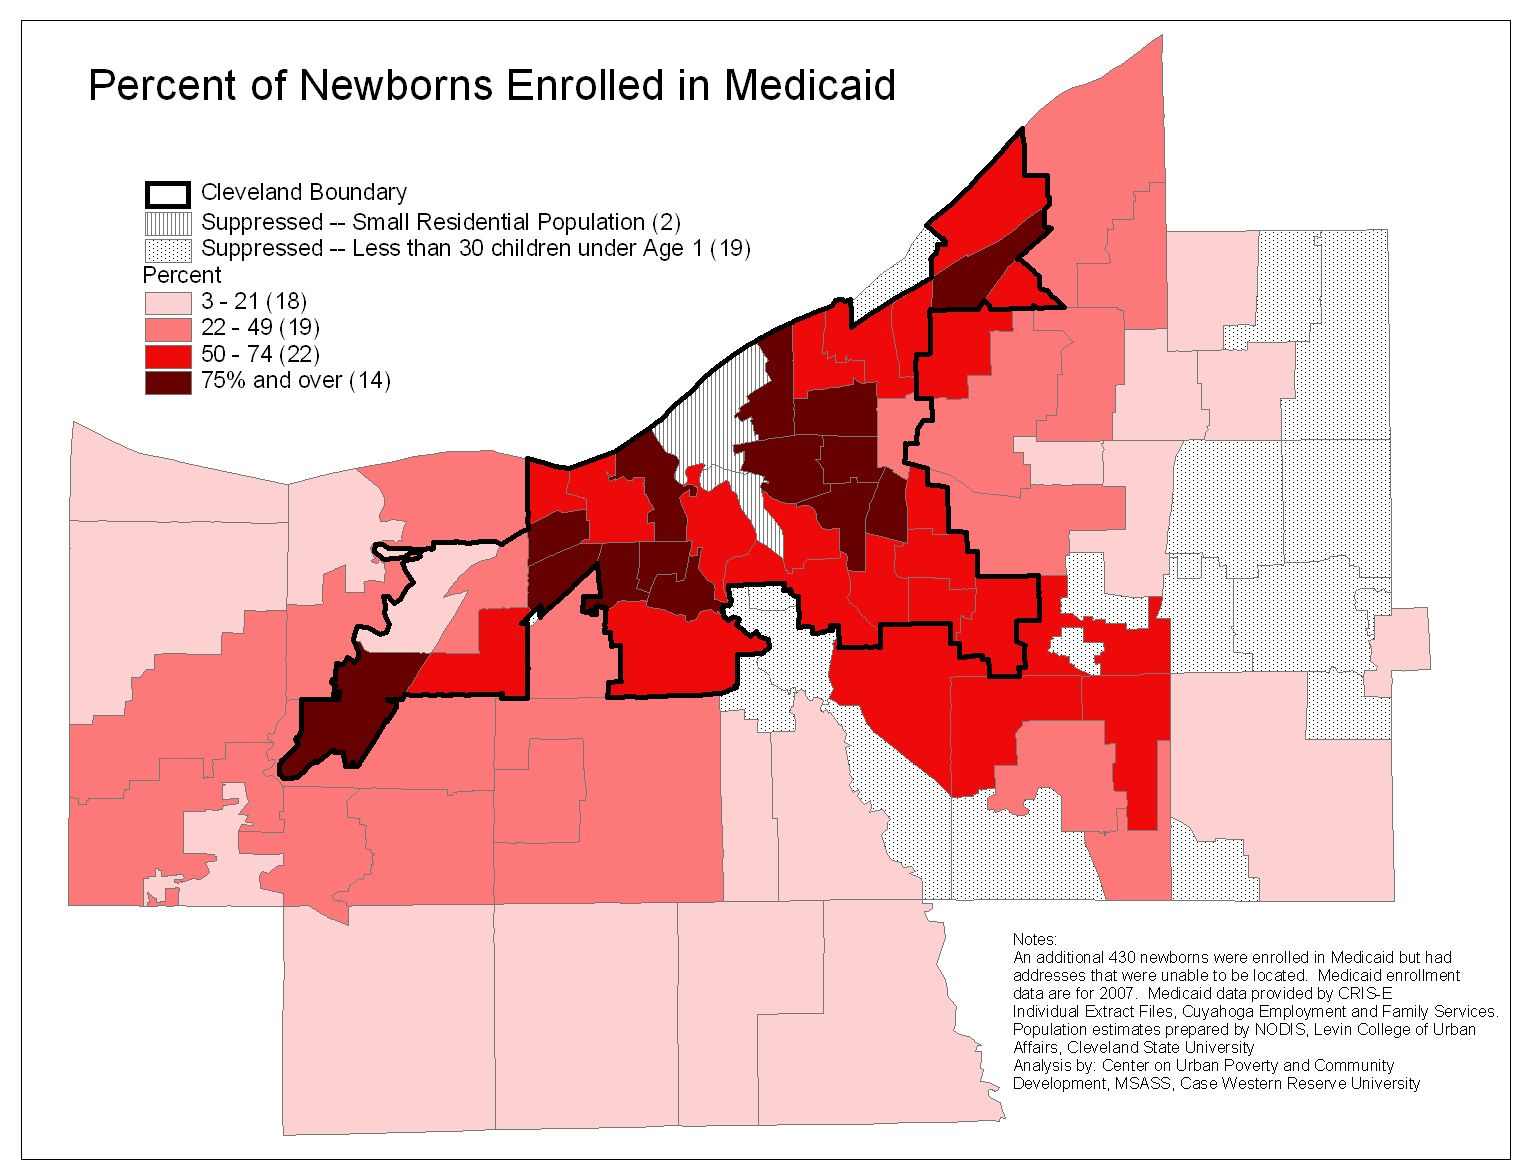 Percent of Newborns Enrolled in Medicaid
Cleveland Boundary
Suppressed -- Small Residential Population (2)
Suppressed -- Less than 30 children under Age 1 (19)
Percent
3 - 21 (18)
22 - 49 (19)
50 - 74 (22)
75% and over (14)
Notes:
An additional 430 newborns were enrolled in Medicaid but had
addresses that were unable to be located.  Medicaid enrollment
data are for 2007.  Medicaid data provided by CRIS-E
Individual Extract Files, Cuyahoga Employment and Family Services.
Population estimates prepared by NODIS, Levin College of Urban
Affairs, Cleveland State University
Analysis by: Center on Urban Poverty and Community
Development, MSASS, Case Western Reserve University